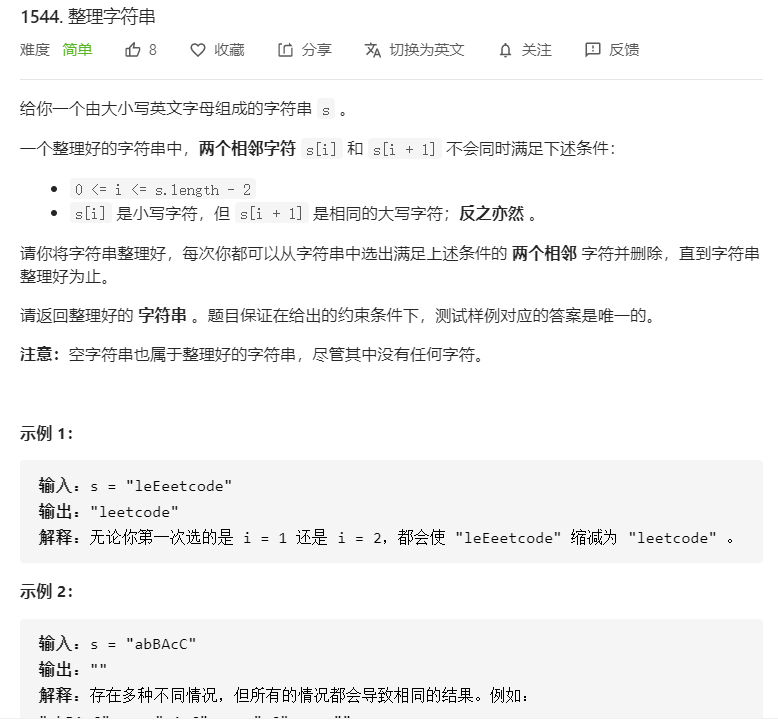 1544. 整理字符串
难度 简单 8 收藏 分享 切换为英文 关注 反馈
给你一个由大小写英文字母组成的字符串 s 。
一个整理好的字符串中，两个相邻字符 s[i] 和 s[i + 1] 不会同时满足下述条件：
• 0 <= i <= s.length - 2
• s[i] 是小写字符，但 s[i + 1] 是相同的大写字符；反之亦然 。
请你将字符串整理好，每次你都可以从字符串中选出满足上述条件的 两个相邻 字符并删除，直到字符串
整理好为止。
请返回整理好的 字符串 。题目保证在给出的约束条件下，测试样例对应的答案是唯一的。
注意：空字符串也属于整理好的字符串，尽管其中没有任何字符。
示例 1：
输入：s = "leEeetcode"
输出："leetcode"
解释：无论你第一次选的是 i = 1 还是 i = 2，都会使 "leEeetcode" 缩减为 "leetcode" 。
示例 2：
输入：s = "abBAcC"
输出：""
解释：存在多种不同情况，但所有的情况都会导致相同的结果。例如：